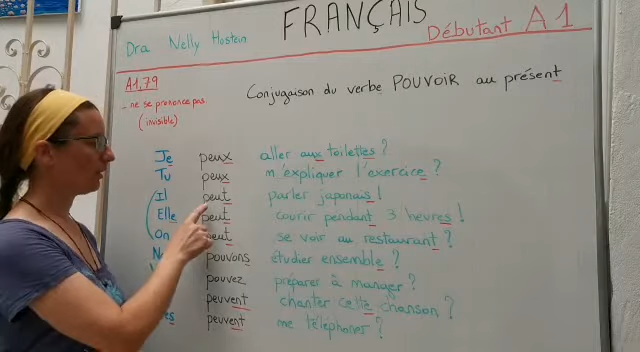 FRANÇAIS
Dra. Nelly Hostein
Débutant A1
A1,79
- ne se prononce pas.
(invisible)
Conjugaison du verbe POUVOIR au présent
Je peux aller aux toilettes ?
Tu peux m'expliquer l'exercice ?
Il peut parler japonais !
Elle peut courir pendant 3 heures !
On peut se voir au restaurant ?
pouvons étudier ensemble ?
pouvez préparer à manger ?
peuvent chanter cette chanson ?
peuvent me téléphoner ?